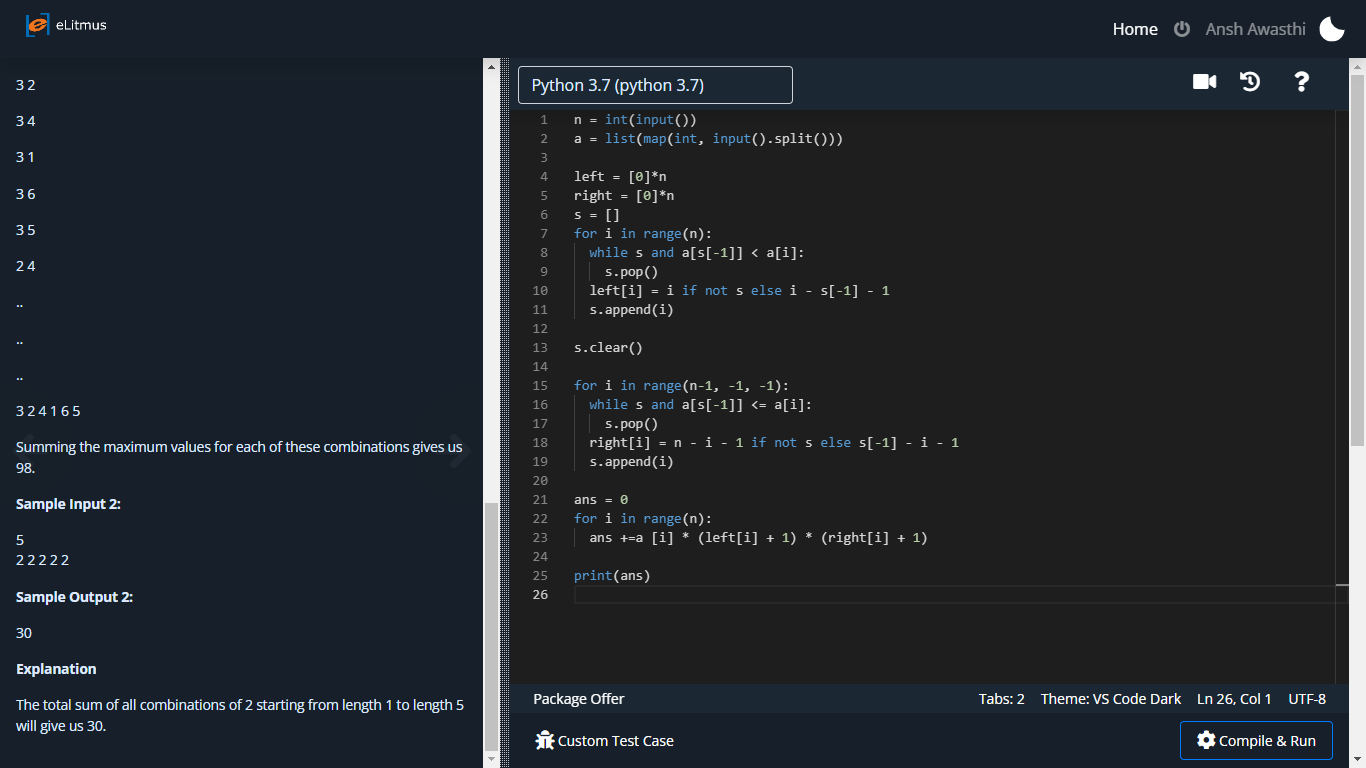 eLitmus
Home Ansh Awasthi
3 2
3 4
3 1
3 6
3 5
2 4
..
..
..
3 2 4 1 6 5
Summing the maximum values for each of these combinations gives us
98.
Sample Input 2:
5
2 2 2 2 2
Sample Output 2:
30
Explanation
The total sum of all combinations of 2 starting from length 1 to length 5
will give us 30.
Python 3.7 (python 3.7)
?
1 n = int(input())
2 a = list(map(int, input().split()))
3
4 left = [0]*n
5 right = [0]*n
6 s = []
7 for i in range(n):
8 while s and a[s[-1]] < a[i]:
9 s.pop()
10 left[i] = i if not s else i - s[-1] - 1
11 s.append(i)
12
13 s.clear()
14
15 for i in range(n-1, -1, -1):
16 while s and a[s[-1]] <= a[i]:
17 s.pop()
18 right[i] = n - i - 1 if not s else s[-1] - i - 1
19 s.append(i)
20
21 ans = 0
22 for i in range(n):
23 ans +=a [i] * (left[i] + 1) * (right[i] + 1)
24
25 print(ans)
26
Package Offer Tabs: 2 Theme: VS Code Dark Ln 26, Col 1 UTF-8
Custom Test Case Compile & Run